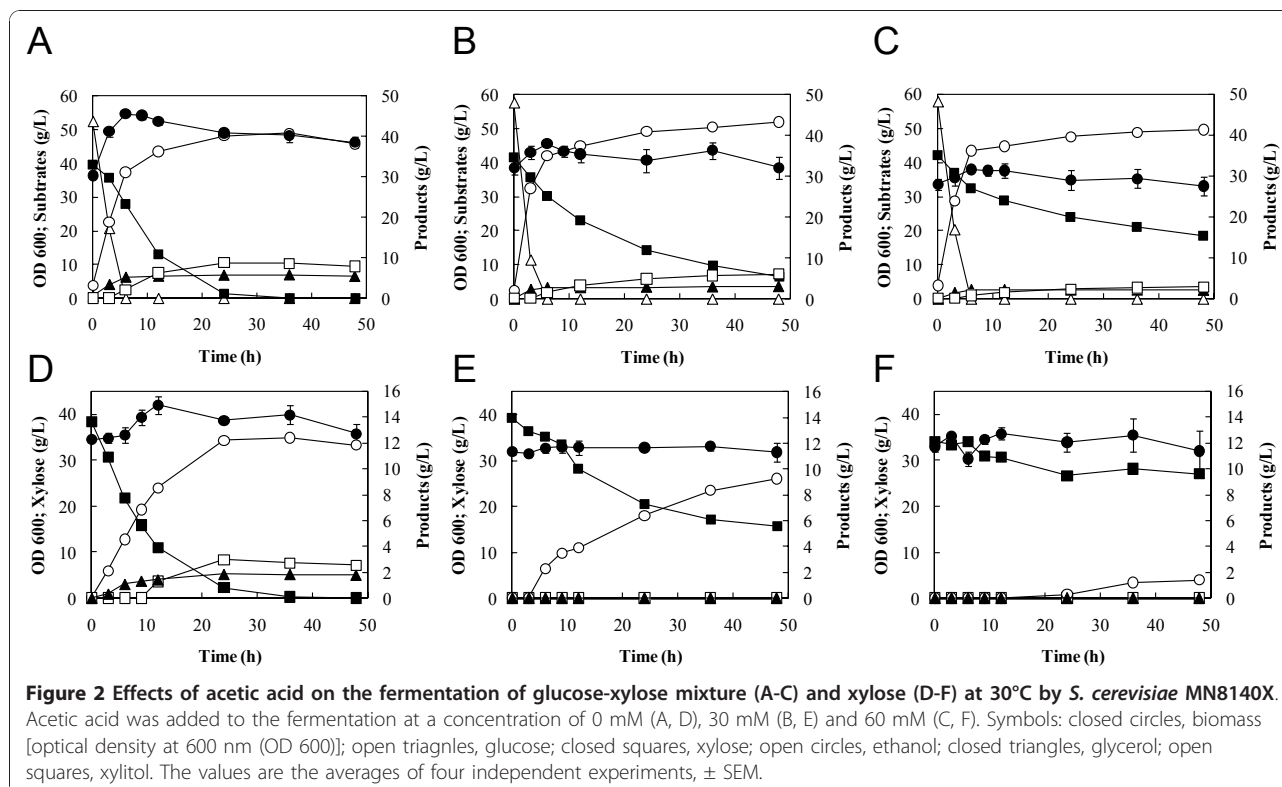 A
B
C
60
50
40
30
20
10
0
OD 600; Subtrates (g/L)
50
40
30
20
10
0
Products (g/L)
0 10 20 30 40 50
Time (h)
60
50
40
30
20
10
0
OD 600; Substrates (g/L)
50
40
30
20
10
0
Products (g/L)
0 10 20 30 40 50
Time (h)
60
50
40
30
20
10
0
OD 600; Substrates (g/L)
50
40
30
20
10
0
Products (g/L)
0 10 20 30 40 50
Time (h)
D
E
F
40
30
20
10
0
OD 600; Xylose (g/L)
16
14
12
10
8
6
4
2
0
Products (g/L)
0 10 20 30 40 50
Time (h)
40
30
20
10
0
OD 600; Xylose (g/L)
16
14
12
10
8
6
4
2
0
Products (g/L)
0 10 20 30 40 50
Time (h)
40
30
20
10
0
OD 600; Xylose (g/L)
16
14
12
10
8
6
4
2
0
Products (g/L)
0 10 20 30 40 50
Time (h)
Figure 2 Effects of acetic acid on the fermentation of glucose-xylose mixture (A-C) and xylose (D-F) at 30°C by S. cerevisiae MN8140X.
Acetic acid was added to the fermentation at a concentration of 0 mM (A, D), 30 mM (B, E) and 60 mM (C, F). Symbols: closed circles, biomass
[optical density at 600 nm (OD 600)]; open triagnles, glucose; closed squares, xylose; open circles, ethanol; closed triangles, glycerol; open
squares, xylitol. The values are the averages of four independent experiments, ± SEM.